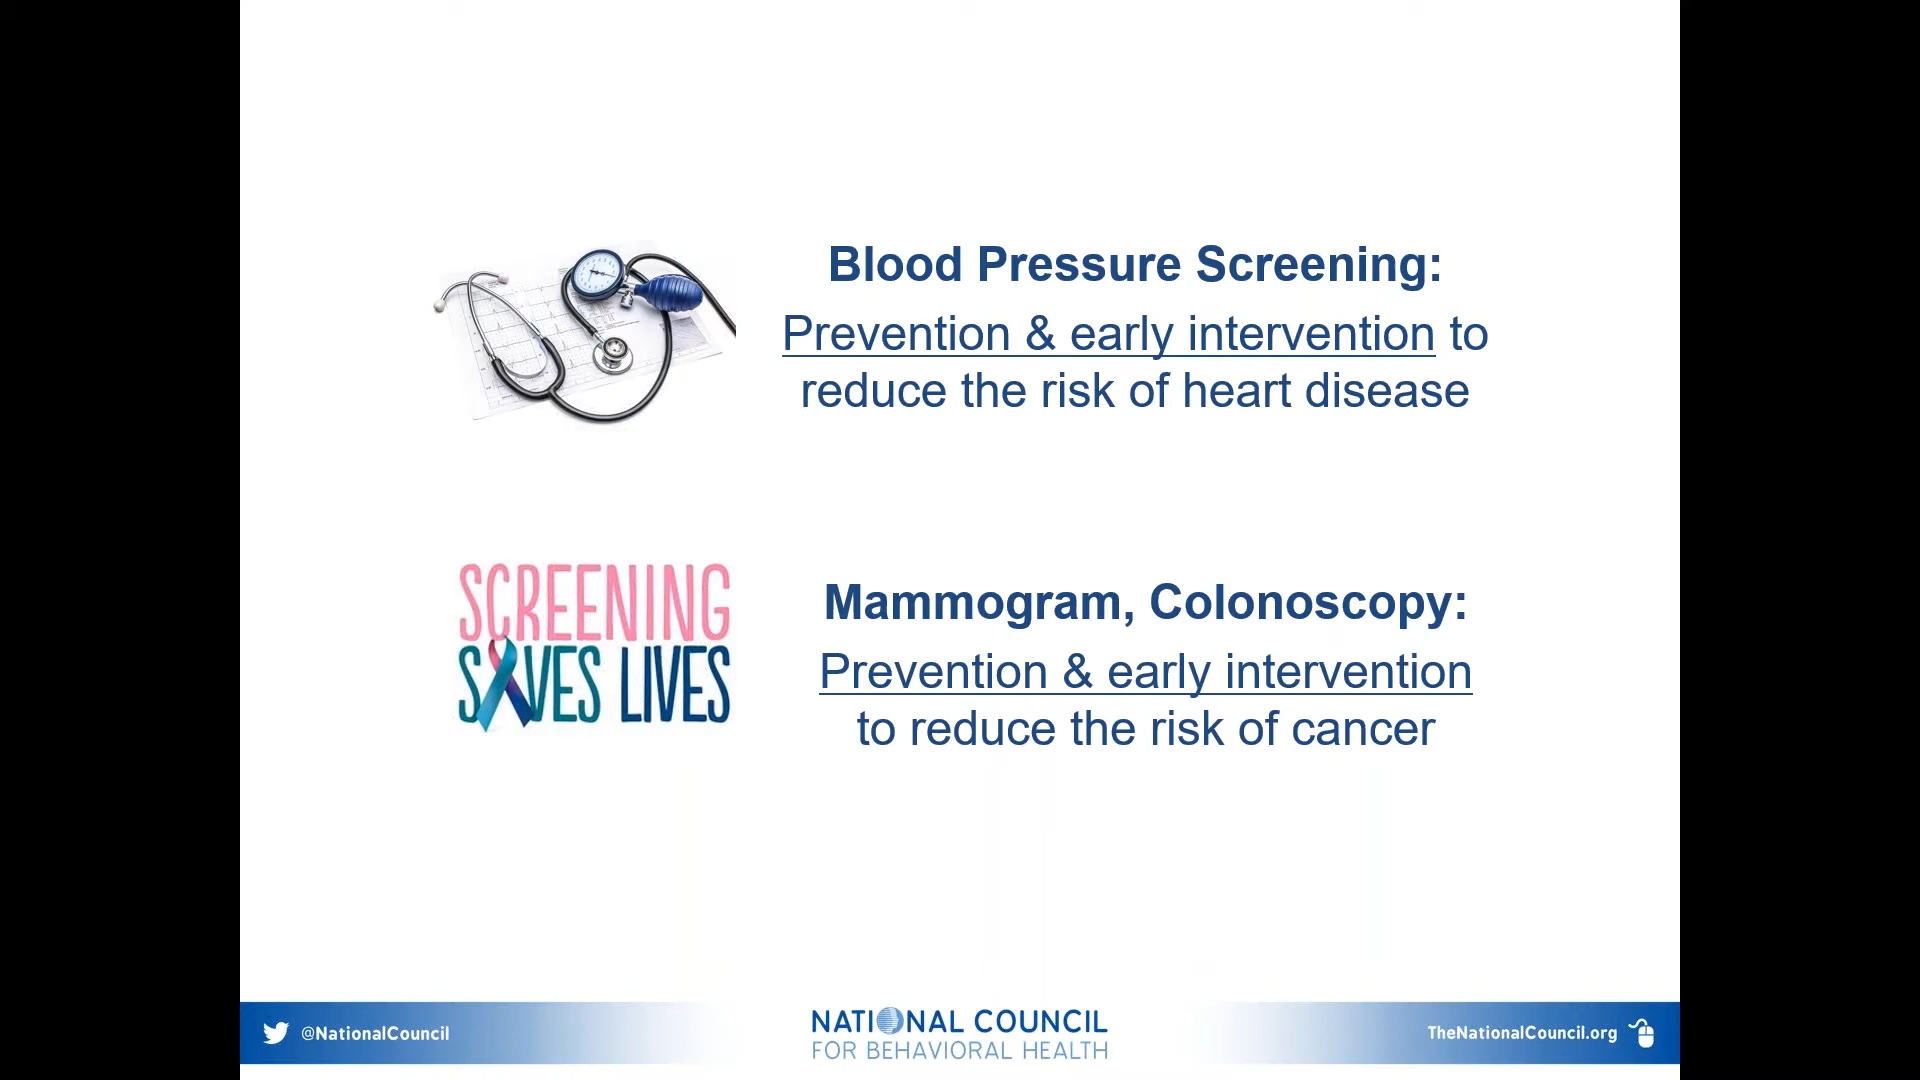 Blood Pressure Screening:
Prevention & early intervention to
reduce the risk of heart disease
SCREENING
SAVES LIVES
Mammogram, Colonoscopy:
Prevention & early intervention
to reduce the risk of cancer
@NationalCouncil
NATIONAL COUNCIL
FOR BEHAVIORAL HEALTH
TheNationalCouncil.org